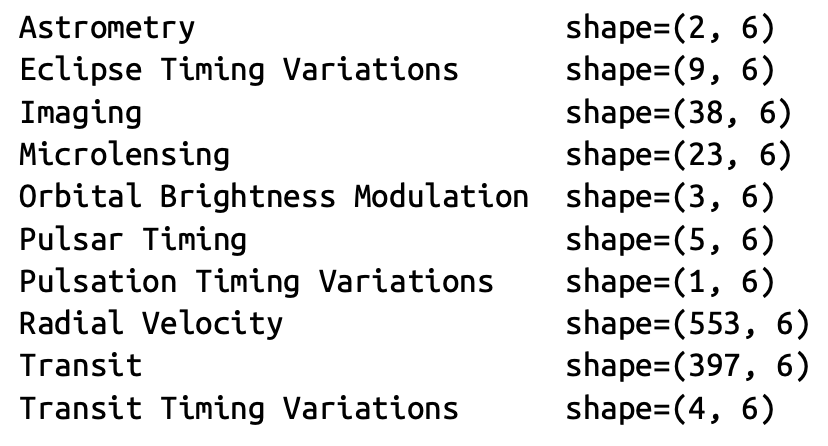 Astrometry shape=(2, 6)
Eclipse Timing Variations shape=(9, 6)
Imaging shape=(38, 6)
Microlensing shape=(23, 6)
Orbital Brightness Modulation shape=(3, 6)
Pulsar Timing shape=(5, 6)
Pulsation Timing Variations shape=(1, 6)
Radial Velocity shape=(553, 6)
Transit shape=(397, 6)
Transit Timing Variations shape=(4, 6)